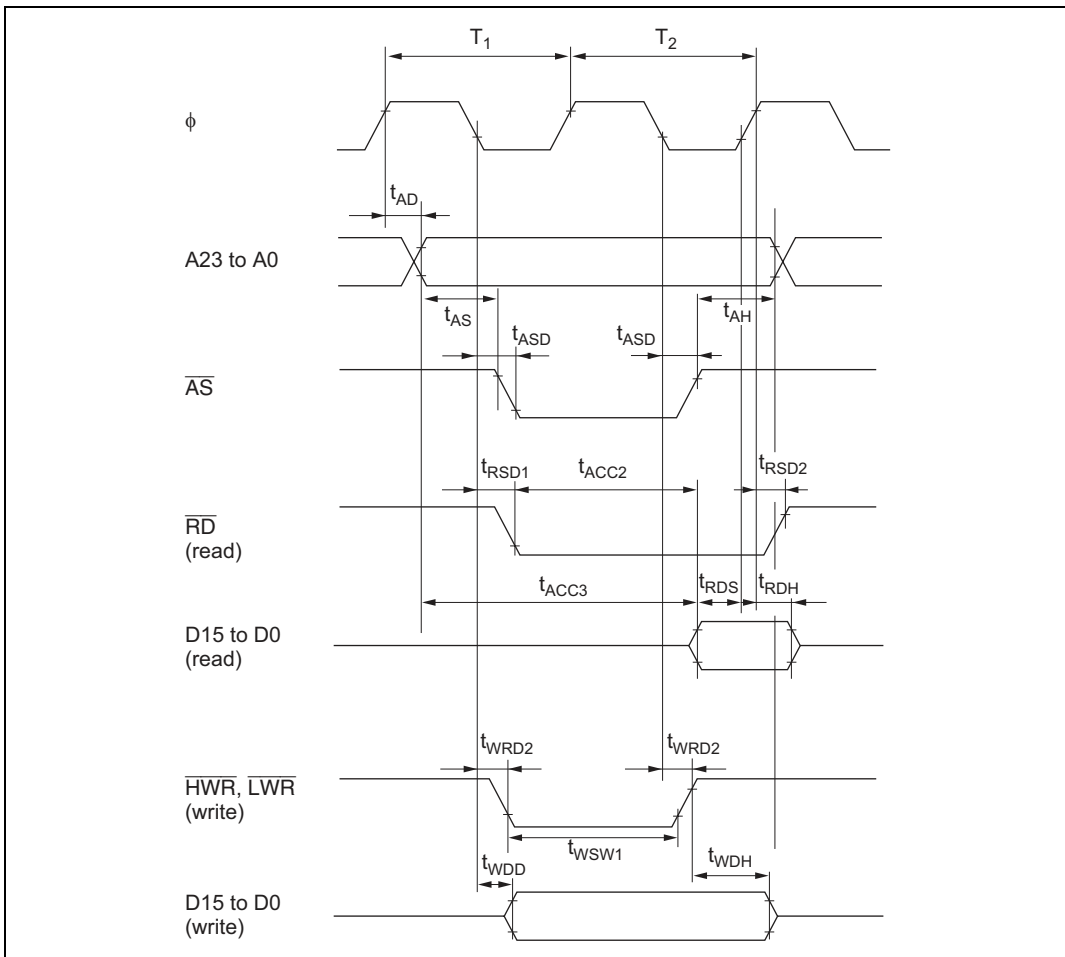 T1 T2
ϕ
tAD
A23 to A0
tAS tAH
tASD tASD
AS
tRSD1 tACC2 tRSD2
RD
(read)
tACC3 tRDS tRDH
D15 to D0
(read)
tWRD2 tWRD2
HWR, LWR
(write)
tWSW1
tWDD tWDH
D15 to D0
(write)